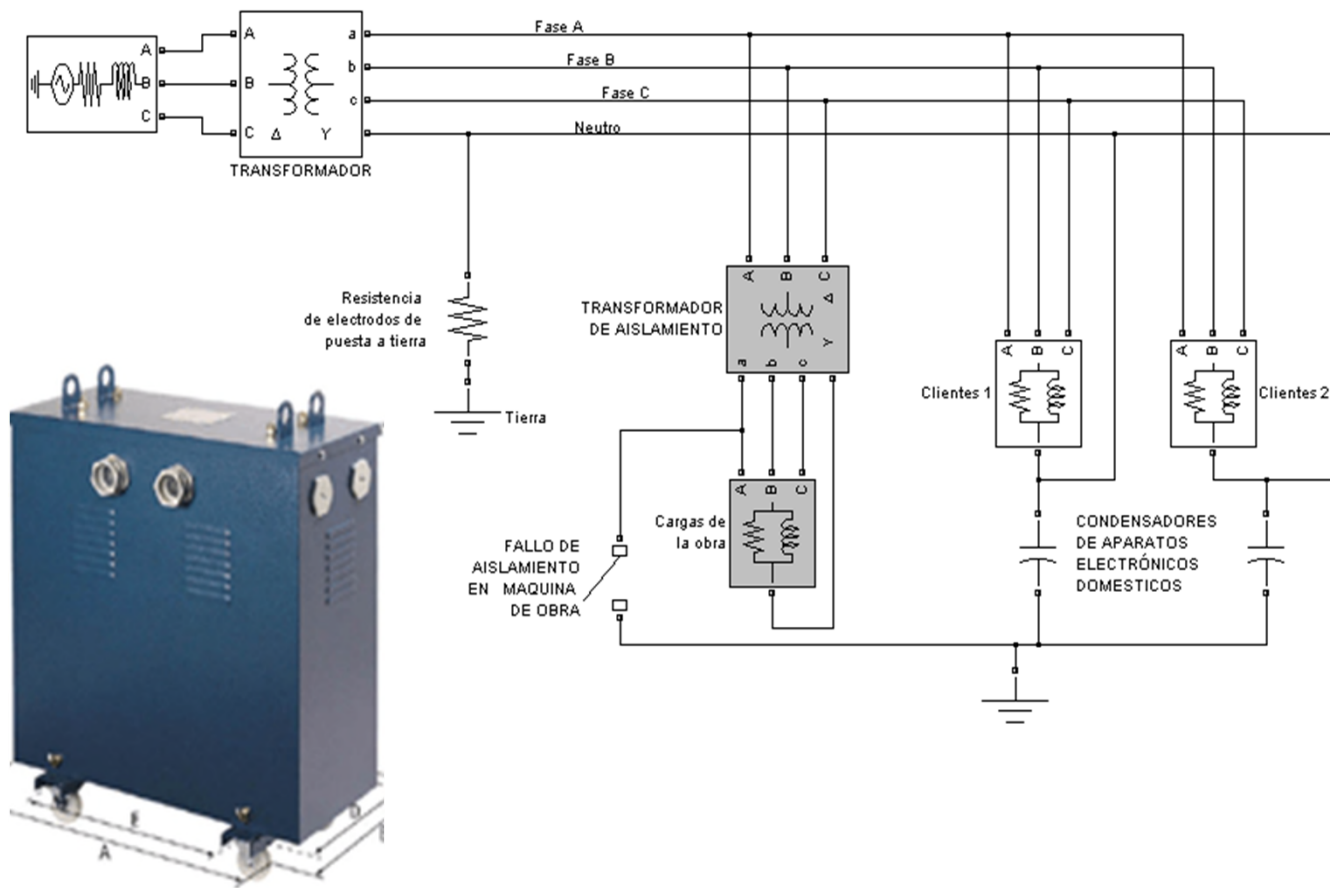 A
B
C
A
B
C
Δ
Y
a
b
c
TRANSFORMADOR
Fase A
Fase B
Fase C
Neutro
Resistencia
de electrodos de
puesta a tierra
Tierra
TRANSFORMADOR
DE AISLAMIENTO
A
B
C
Δ
Y
a
b
c
FALLO DE
AISLAMIENTO
EN MAQUINA
DE OBRA
Cargas de
la obra
A
B
C
Clientes 1
A
B
C
A
B
C
Clientes 2
CONDENSADORES
DE APARATOS
ELECTRÓNICOS
DOMESTICOS
E
A
D